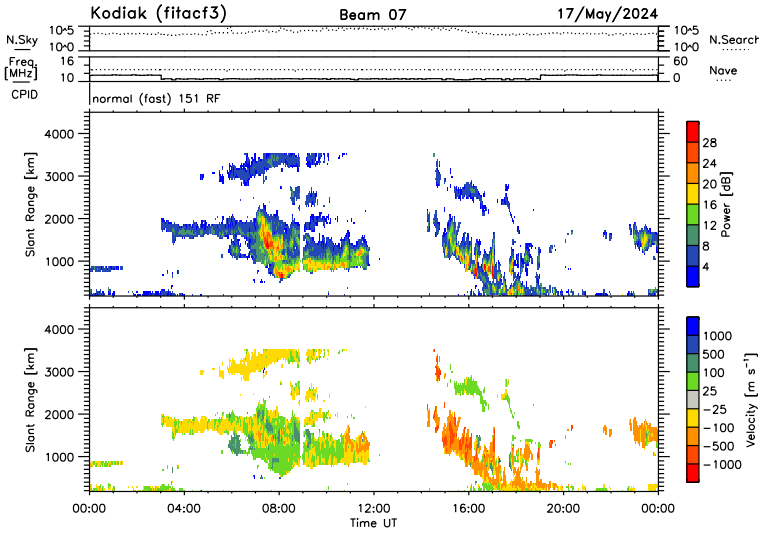 Kodiak (fitacf3) Beam 07 17/May/2024
N.Sky 10^5 10^0 10^5 10^0 N.Search
Freq. [MHz] 16 10 60 0 Nave
CPID normal (fast) 151 RF
Slant Range [km] 4000 3000 2000 1000
Power [dB] 28 24 20 16 12 8 4
Slant Range [km] 4000 3000 2000 1000
Velocity [m s⁻¹] 1000 500 100 25 −25 −100 −500 −1000
00:00 04:00 08:00 12:00 16:00 20:00 00:00
Time UT